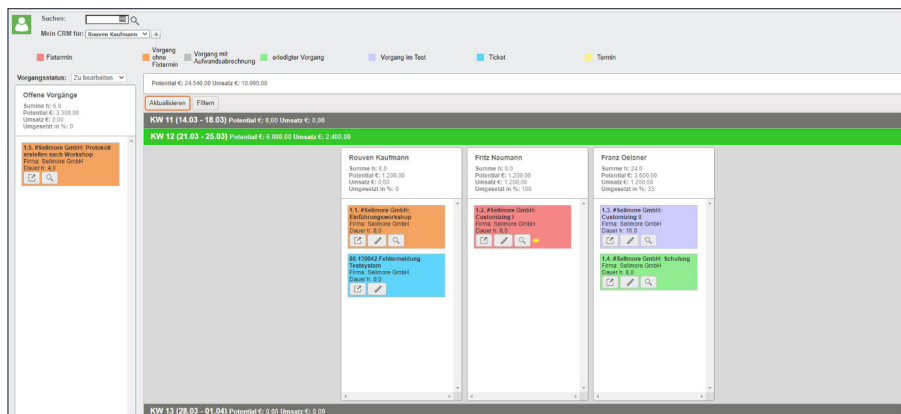 Suchen:
Mein CRM für: Rouven Kaufmann
Fixtermin
Vorgang
ohne
Fixtermin
Vorgang mit
Aufwandsabrechnung
erledigter Vorgang
Vorgang im Test
Ticket
Termin
Vorgangsstatus: Zu bearbeiten
Potential €: 24.540,00 Umsatz €: 10.095,00
Offene Vorgänge
Summe h: 6,0
Potential €: 3.300,00
Umsatz €: 0,00
Umgesetzt in %: 0
Aktualisieren Filtern
KW 11 (14.03 - 18.03) Potential €: 0,00 Umsatz €: 0,00
KW 12 (21.03 - 25.03) Potential €: 6.000,00 Umsatz €: 2.400,00
1.5. #Sellmore GmbH: Protokoll
erstellen nach Workshop
Firma: Sellmore GmbH
Dauer h: 4,0
Rouven Kaufmann
Summe h: 8,0
Potential €: 1.200,00
Umsatz €: 0,00
Umgesetzt in %: 0
1.1. #Sellmore GmbH:
Einführungsworkshop
Firma: Sellmore GmbH
Dauer h: 8,0
Fehlermeldung
Testsystem
Firma: Sellmore GmbH
Dauer h: 0,0
Fritz Naumann
Summe h: 8,0
Potential €: 1.200,00
Umsatz €: 1.200,00
Umgesetzt in %: 100
1.2. #Sellmore GmbH:
Customizing I
Firma: Sellmore GmbH
Dauer h: 8,0
Franz Oelsner
Summe h: 24,0
Potential €: 3.600,00
Umsatz €: 1.200,00
Umgesetzt in %: 33
1.3. #Sellmore GmbH:
Customizing II
Firma: Sellmore GmbH
Dauer h: 16,0
1.4. #Sellmore GmbH: Schulung
Firma: Sellmore GmbH
Dauer h: 8,0
KW 13 (28.03 - 01.04) Potential €: 0,00 Umsatz €: 0,00